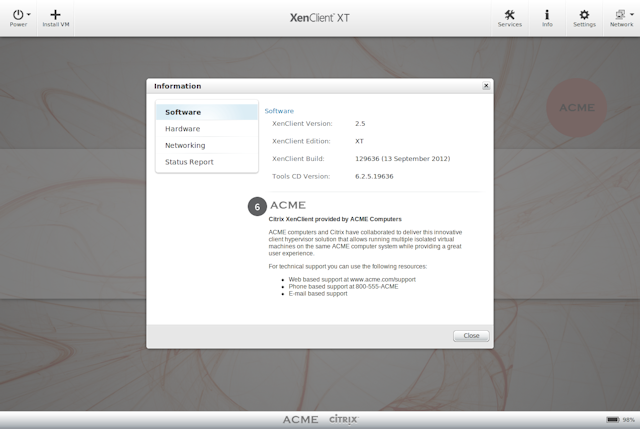 XenClient XT
Power
Install VM
Services
Info
Settings
Network
ACME
Information
Software
Hardware
Networking
Status Report
Software
XenClient Version: 2.5
XenClient Edition: XT
XenClient Build: 129636 (13 September 2012)
Tools CD Version: 6.2.5.19636
6 ACME
Citrix XenClient provided by ACME Computers
ACME computers and Citrix have collaborated to deliver this innovative
client hypervisor solution that allows running multiple isolated virtual
machines on the same ACME computer system while providing a great
user experience.
For technical support you can use the following resources:
• Web based support at www.acme.com/support
• Phone based support at 800-555-ACME
• E-mail based support
Close
ACME CITRIX
98%